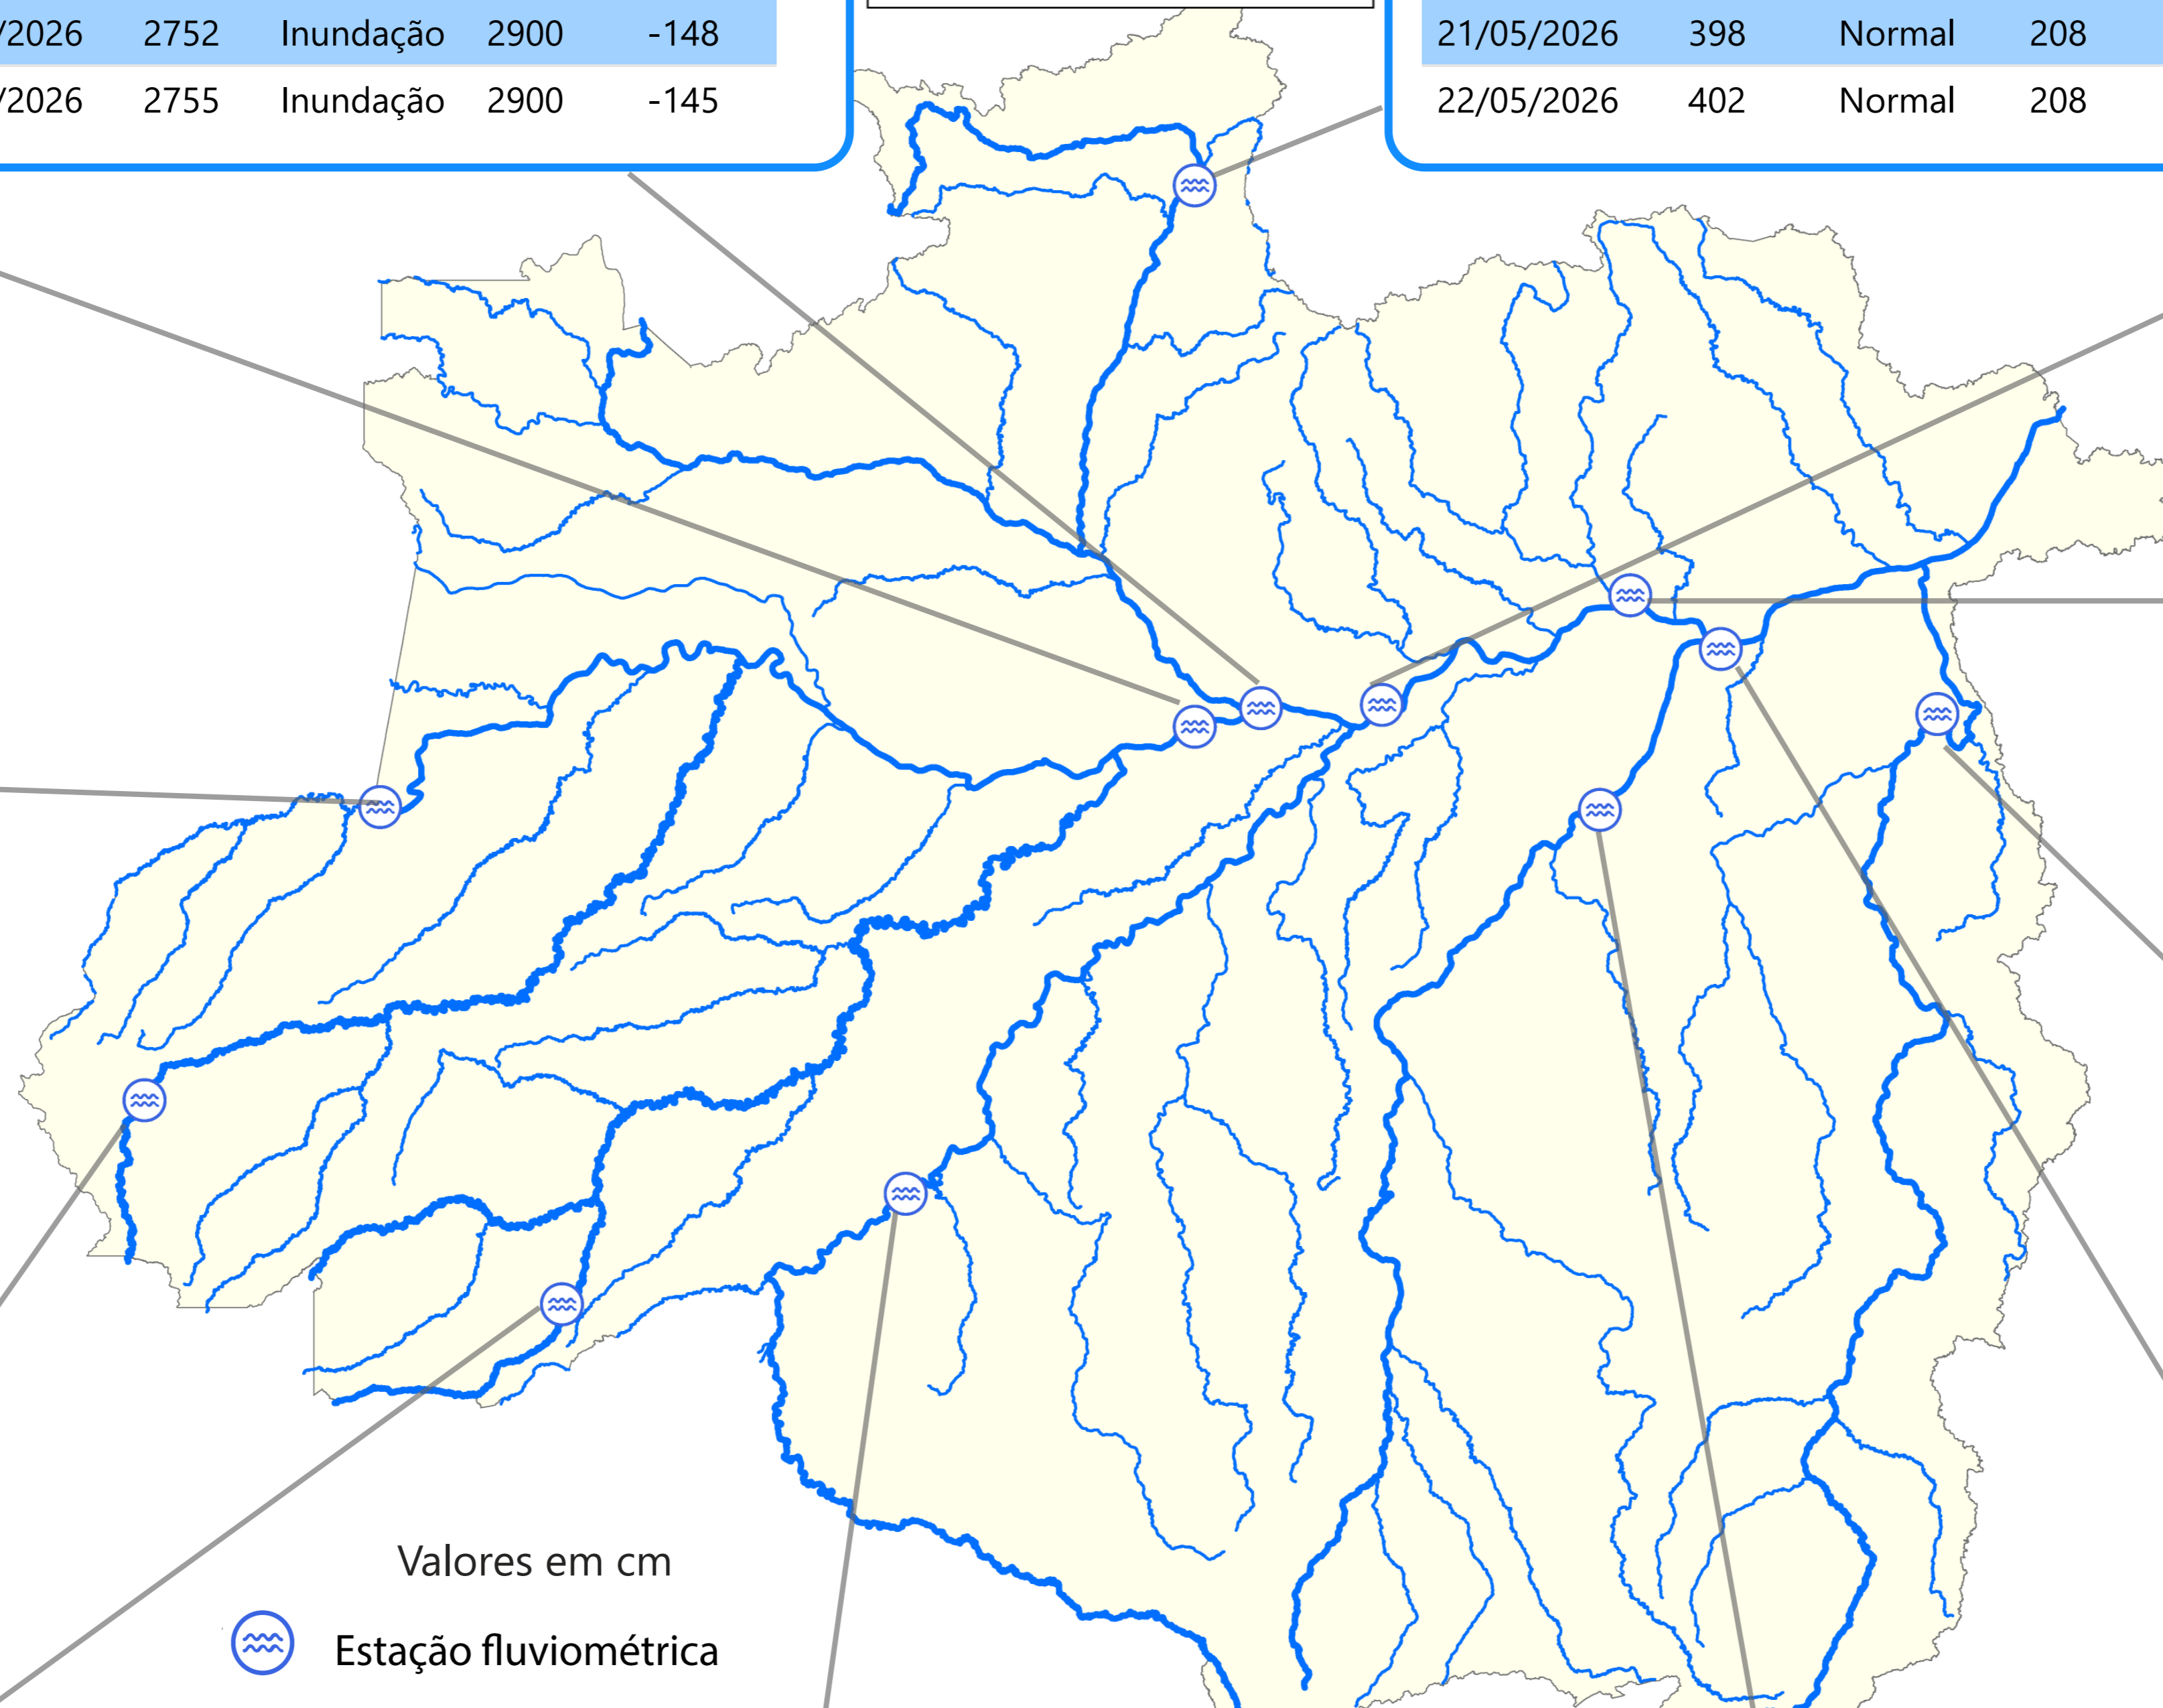 /2026 2752 Inundação 2900 -148
/2026 2755 Inundação 2900 -145
21/05/2026 398 Normal 208
22/05/2026 402 Normal 208
Valores em cm
Estação fluviométrica